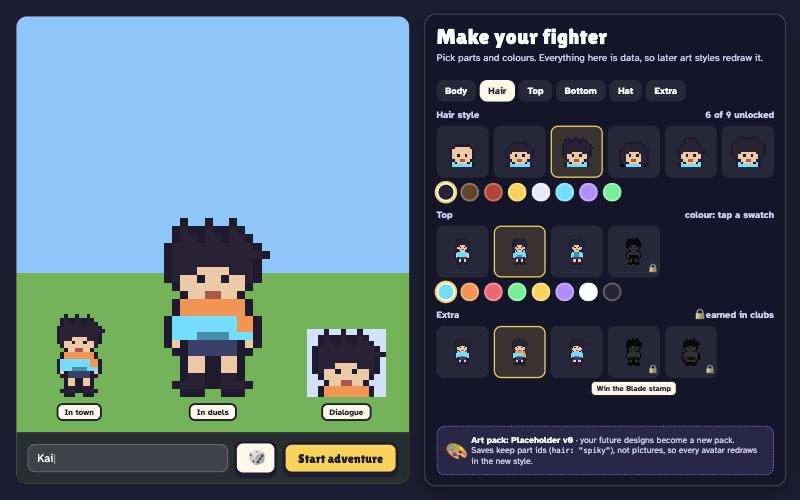 Make your fighter
Pick parts and colours. Everything here is data, so later art styles redraw it.
Body Hair Top Bottom Hat Extra
Hair style 6 of 9 unlocked
Top colour: tap a swatch
Extra earned in clubs
Win the Blade stamp
Art pack: Placeholder v0 · your future designs become a new pack.
Saves keep part ids (hair: "spiky"), not pictures, so every avatar redraws
in the new style.
In town In duels Dialogue
Kai Start adventure